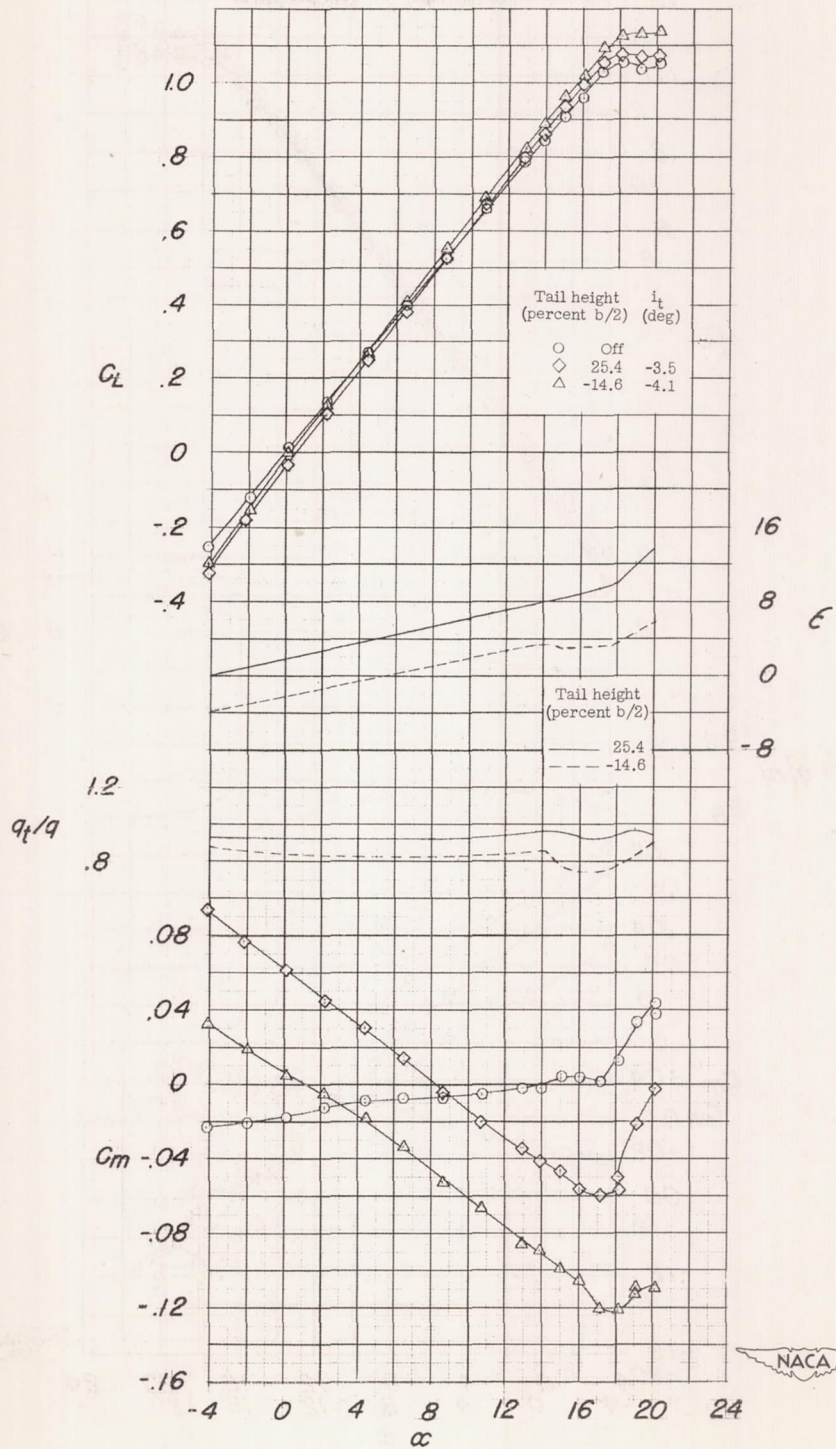 1.0
.8
.6
.4
C_L .2
0
-.2
-.4
Tail height i_t
(percent b/2) (deg)
○ Off
◇ 25.4 -3.5
△ -14.6 -4.1
16
8
ϵ
0
-8
Tail height
(percent b/2)
25.4
-14.6
1.2
q_t/q
.8
.08
.04
0
C_m -.04
-.08
-.12
-.16
-4 0 4 8 12 16 20 24
α
NACA